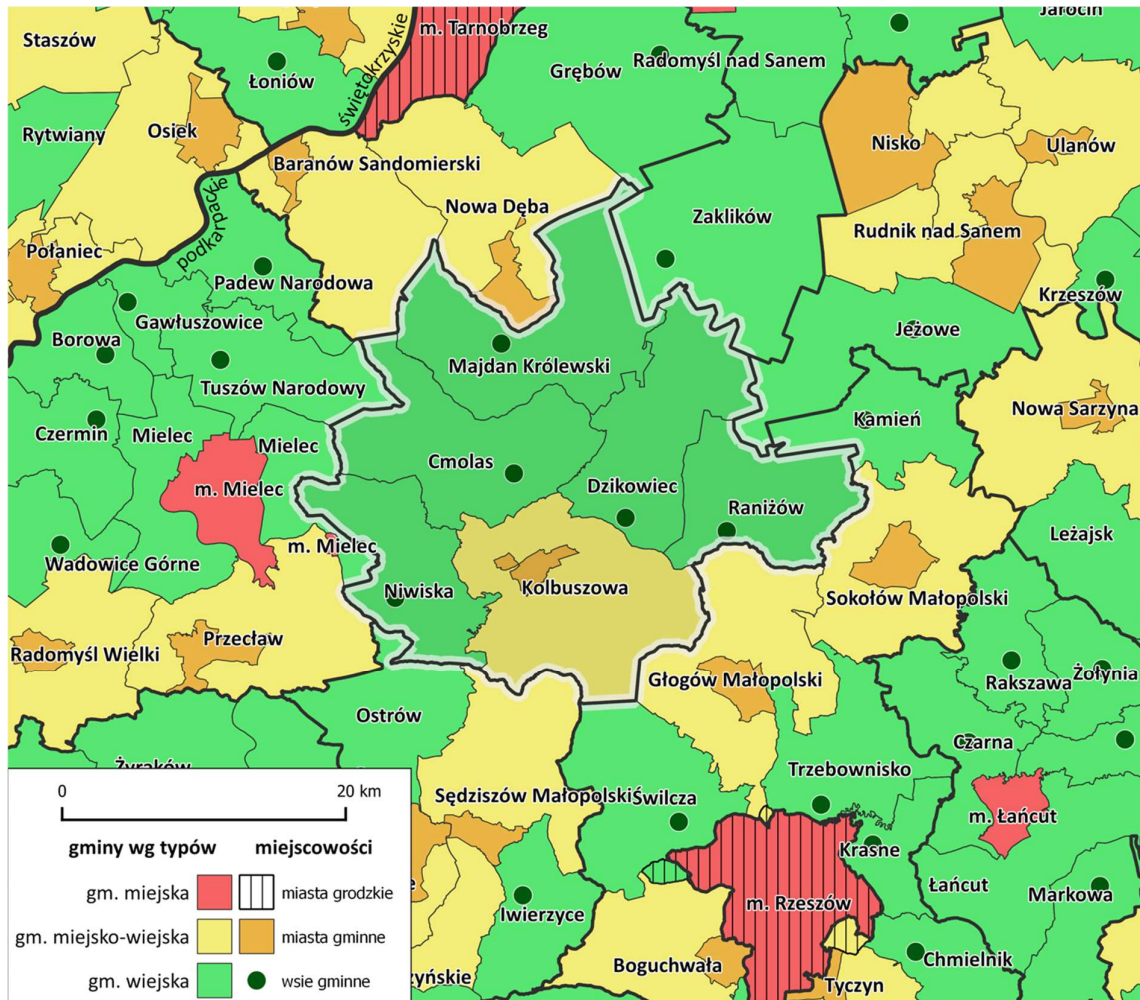 Jarocin
Staszów
m. Tarnobrzeg
świętokrzyskie
Łoniów
Grębów
Radomyśl nad Sanem
Rytwiany
Osiek
Baranów Sandomierski
Nisko
Ulanów
podkarpackie
Nowa Dęba
Zaklików
Rudnik nad Sanem
Połaniec
Padew Narodowa
Krzeszów
Gawłuszowice
Borowa
Jeżowe
Majdan Królewski
Tuszów Narodowy
Nowa Sarzyna
Czermin
Mielec
Mielec
Kamień
Cmolas
m. Mielec
Dzikowiec
Raniżów
Leżajsk
m. Mielec
Wadowice Górne
Niwiska
Kolbuszowa
Sokołów Małopolski
Przecław
Radomyśl Wielki
Głogów Małopolski
Rakszawa
Żołynia
Ostrów
Czarna
Żyraków
Trzebownisko
Sędziszów Małopolski
Świlcza
m. Łańcut
Krasne
Łańcut
Markowa
m. Rzeszów
Iwierzyce
Boguchwała
Chmielnik
zyńskie
Tyczyn
0 20 km
gminy wg typów miejscowości
gm. miejska miasta grodzkie
gm. miejsko-wiejska miasta gminne
gm. wiejska wsie gminne